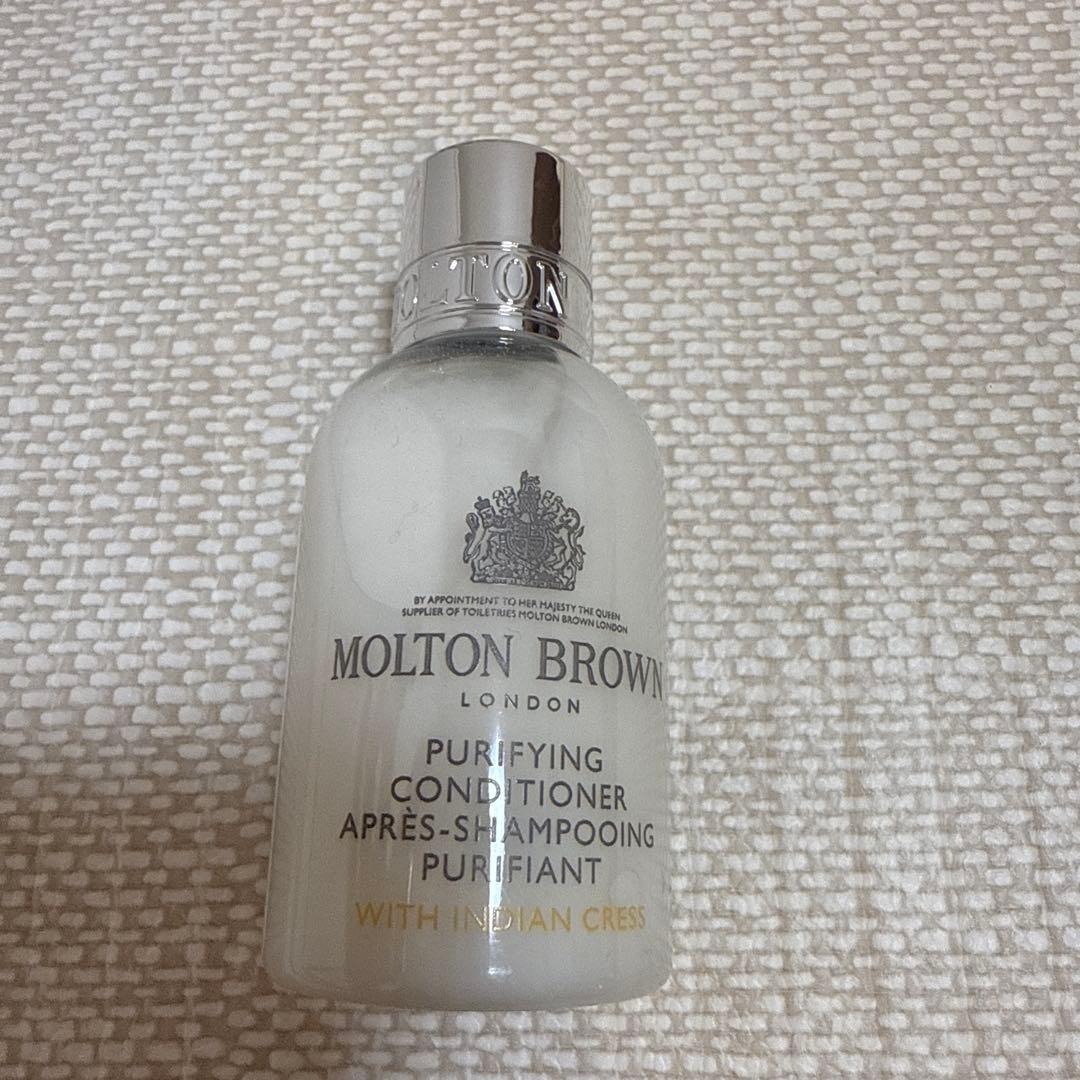 OLTON
BY APPOINTMENT TO HER MAJESTY THE QUEEN
SUPPLIER OF TOILETRIES MOLTON BROWN LONDON
MOLTON BROWN
LONDON
PURIFYING
CONDITIONER
APRÈS-SHAMPOOING
PURIFIANT
WITH INDIAN CRESS